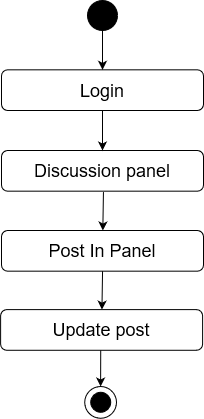 Login
Discussion panel
Post In Panel
Update post